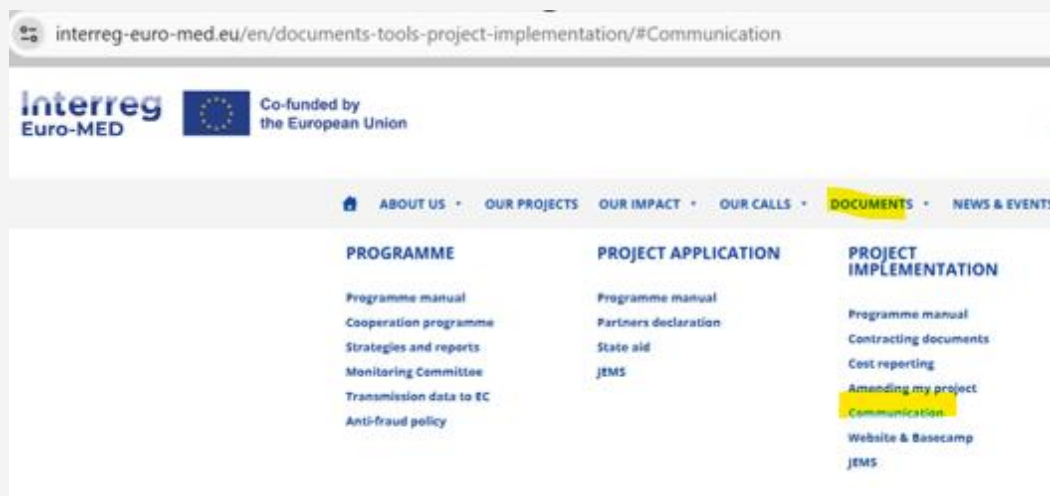 interreg-euro-med.eu/en/documents-tools-project-implementation/#Communication
Interreg
Euro-MED
Co-funded by
the European Union
ABOUT US OUR PROJECTS OUR IMPACT OUR CALLS DOCUMENTS NEWS & EVENTS
PROGRAMME
Programme manual
Cooperation programme
Strategies and reports
Monitoring Committee
Transmission data to EC
Anti-fraud policy
PROJECT APPLICATION
Programme manual
Partners declaration
State aid
JEMS
PROJECT
IMPLEMENTATION
Programme manual
Contracting documents
Cost reporting
Amending my project
Communication
Website & Basecamp
JEMS